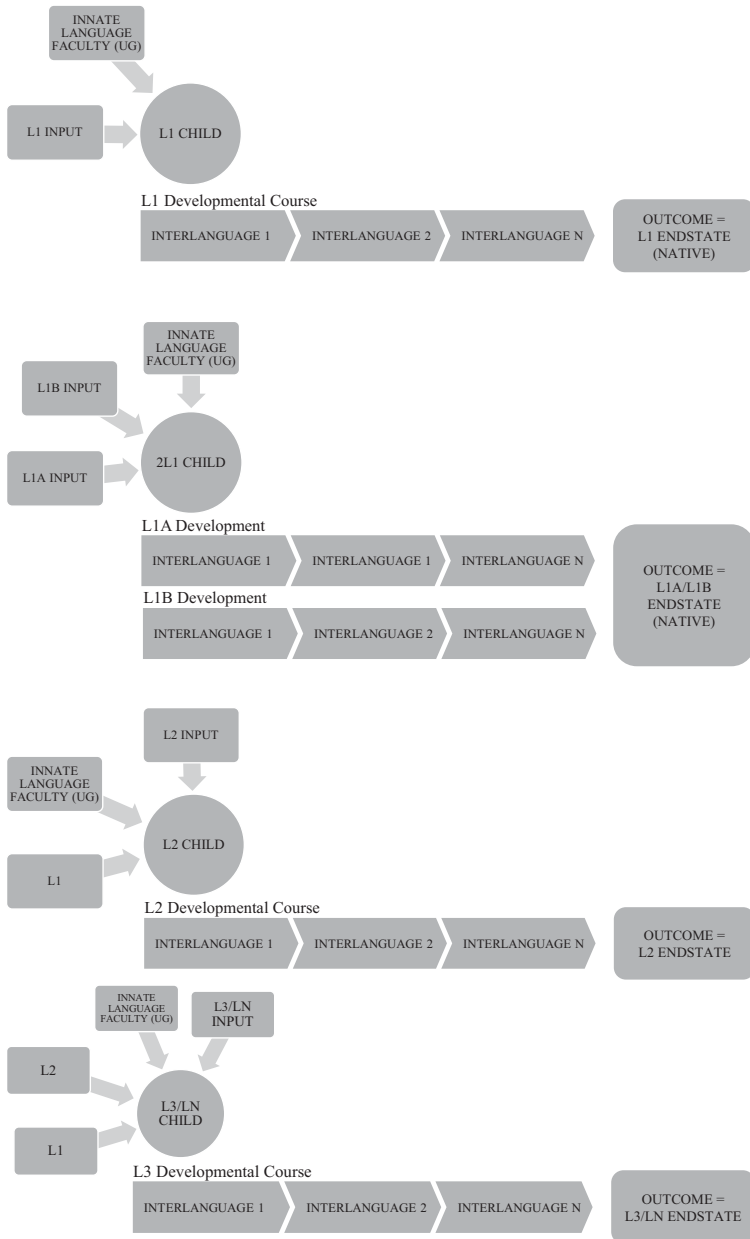 INNATE
LANGUAGE
FACULTY (UG)
L1 INPUT
L1 CHILD
L1 Developmental Course
INTERLANGUAGE 1
INTERLANGUAGE 2
INTERLANGUAGE N
OUTCOME =
L1 ENDSTATE
(NATIVE)
INNATE
LANGUAGE
FACULTY (UG)
L1B INPUT
L1A INPUT
2L1 CHILD
L1A Development
INTERLANGUAGE 1
INTERLANGUAGE 1
INTERLANGUAGE N
L1B Development
INTERLANGUAGE 1
INTERLANGUAGE 2
INTERLANGUAGE N
OUTCOME =
L1A/L1B
ENDSTATE
(NATIVE)
L2 INPUT
INNATE
LANGUAGE
FACULTY (UG)
L1
L2 CHILD
L2 Developmental Course
INTERLANGUAGE 1
INTERLANGUAGE 2
INTERLANGUAGE N
OUTCOME =
L2 ENDSTATE
INNATE
LANGUAGE
FACULTY (UG)
L3/LN
INPUT
L2
L1
L3/LN
CHILD
L3 Developmental Course
INTERLANGUAGE 1
INTERLANGUAGE 2
INTERLANGUAGE N
OUTCOME =
L3/LN ENDSTATE